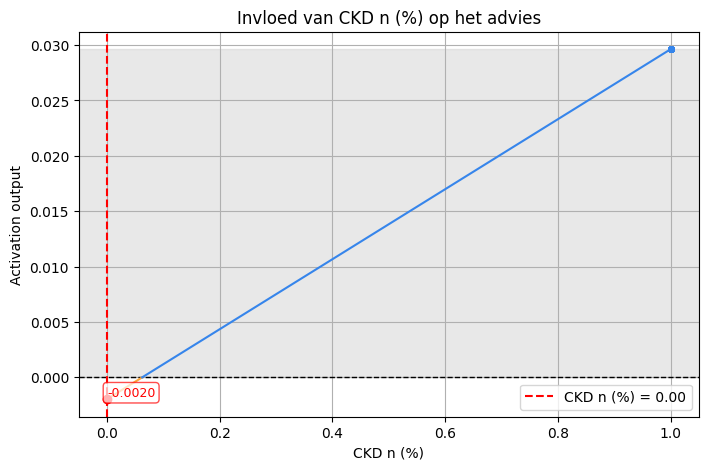 Invloed van CKD n (%) op het advies
Activation output
0.030
0.025
0.020
0.015
0.010
0.005
0.000
-0.0020
CKD n (%) = 0.00
0.0 0.2 0.4 0.6 0.8 1.0
CKD n (%)